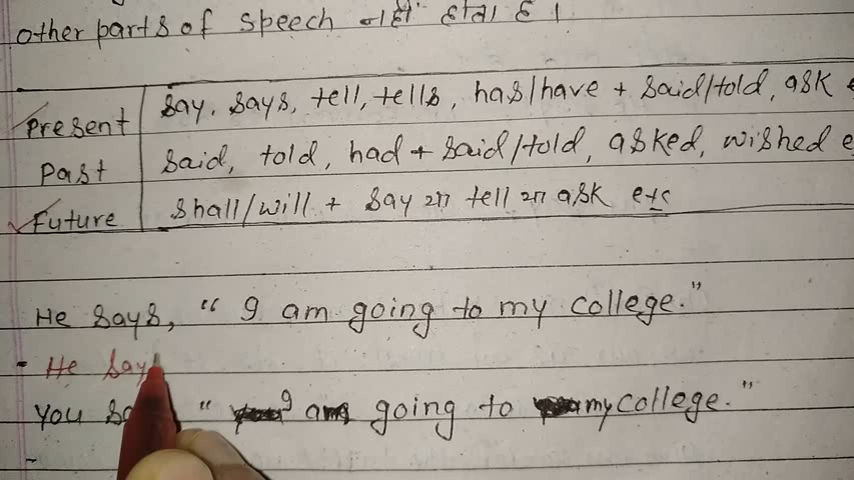 other parts of speech नहीं होता है ।
Present say, says, tell, tells, has/have + said/told, ask
Past said, told, had + said/told, asked, wished
Future shall/will + say या tell या ask etc
He says, “ I am going to my college.”
- He say
You “ I am going to my college.”
-